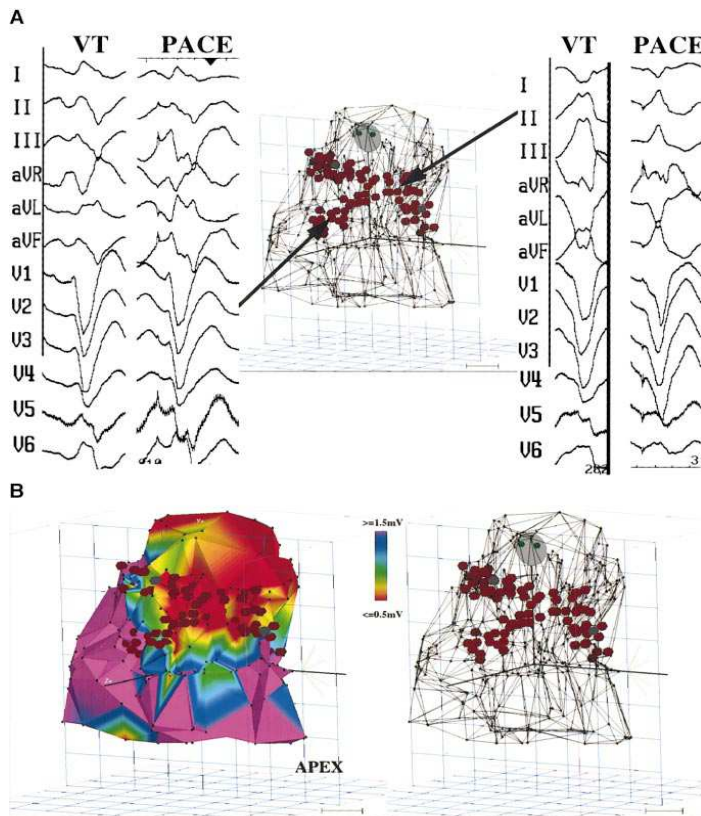 A
VT PACE
VT PACE
I
II
III
aVR
aVL
aVF
V1
V2
V3
V4
V5
V6
I
II
III
aVR
aVL
aVF
V1
V2
V3
V4
V5
V6
3
B
>=1.5mV
<=0.5mV
APEX